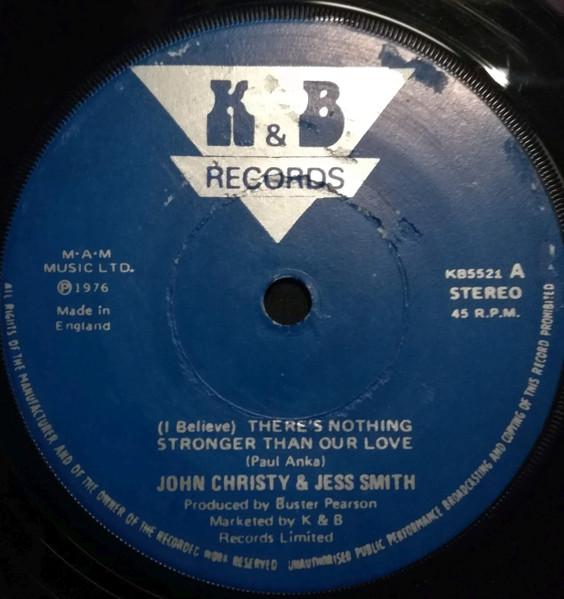 K & B
RECORDS
M·A·M
MUSIC LTD.
Ⓟ1976
Made in
England
KB5521 A
STEREO
45 R.P.M.
(I Believe) THERE'S NOTHING
STRONGER THAN OUR LOVE
(Paul Anka)
JOHN CHRISTY & JESS SMITH
Produced by Buster Pearson
Marketed by K & B
Records Limited
ALL RIGHTS OF THE MANUFACTURER AND OF THE OWNER OF THE RECORDED WORK RESERVED UNAUTHORISED PUBLIC PERFORMANCE BROADCASTING AND COPYING OF THIS RECORD PROHIBITED